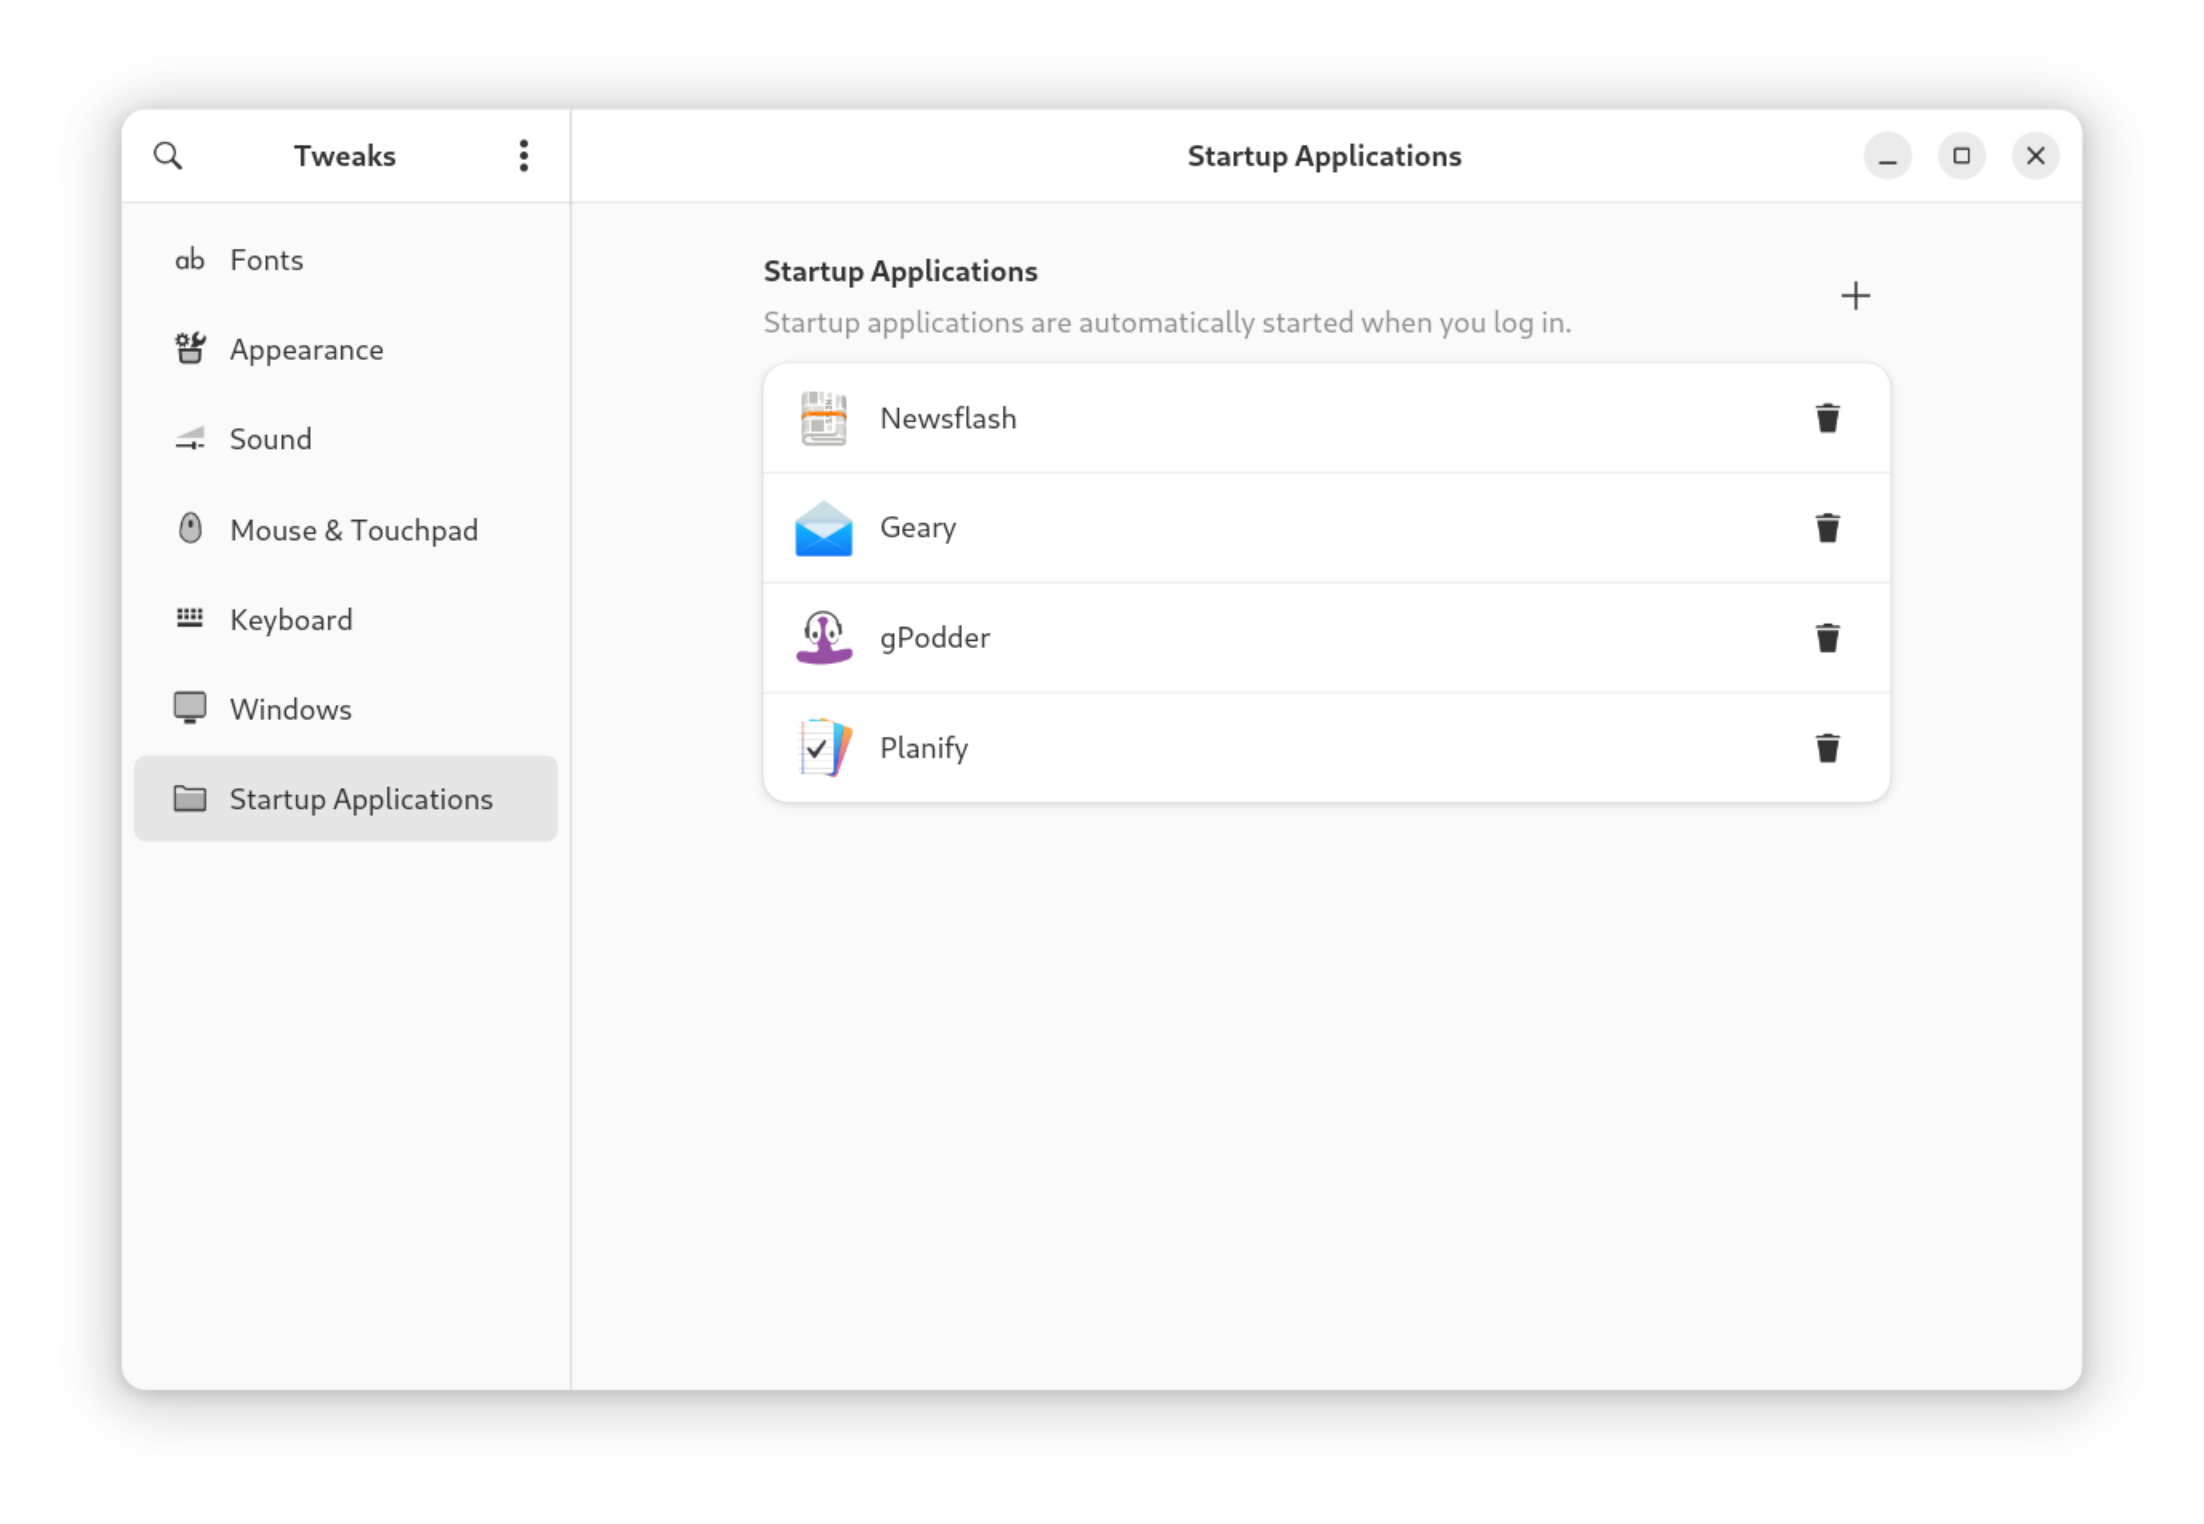 Tweaks
Startup Applications
ab Fonts
Appearance
Sound
Mouse & Touchpad
Keyboard
Windows
Startup Applications
Startup Applications
Startup applications are automatically started when you log in.
Newsflash
Geary
gPodder
Planify